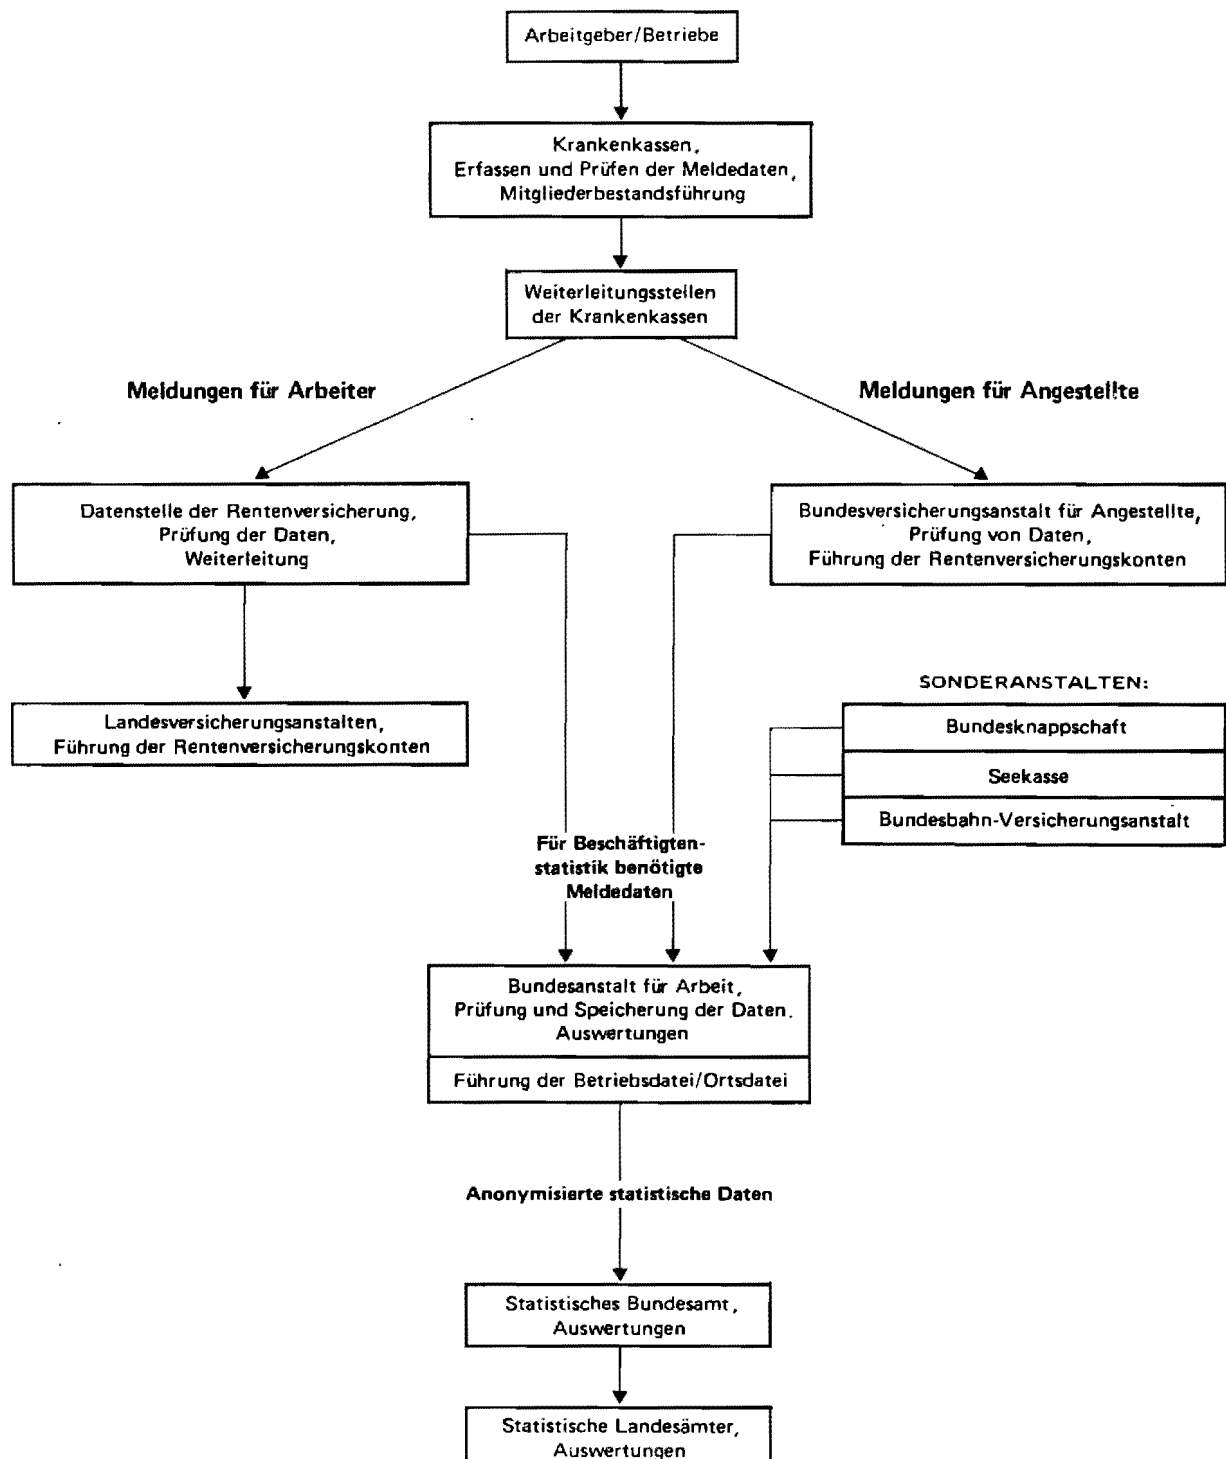 Arbeitgeber/Betriebe
Krankenkassen,
Erfassen und Prüfen der Meldedaten,
Mitgliederbestandsführung
Weiterleitungsstellen
der Krankenkassen
Meldungen für Arbeiter
Meldungen für Angestellte
Datenstelle der Rentenversicherung,
Prüfung der Daten,
Weiterleitung
Bundesversicherungsanstalt für Angestellte,
Prüfung von Daten,
Führung der Rentenversicherungskonten
Landesversicherungsanstalten,
Führung der Rentenversicherungskonten
SONDERANSTALTEN:
Bundesknappschaft
Seekasse
Bundesbahn-Versicherungsanstalt
Für Beschäftigten-
statistik benötigte
Meldedaten
Bundesanstalt für Arbeit,
Prüfung und Speicherung der Daten.
Auswertungen
Führung der Betriebsdatei/Ortsdatei
Anonymisierte statistische Daten
Statistisches Bundesamt,
Auswertungen
Statistische Landesämter,
Auswertungen